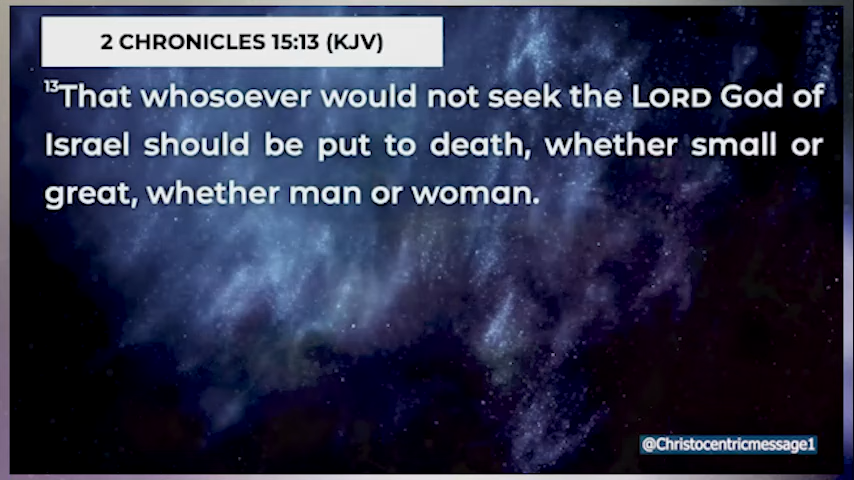 2 CHRONICLES 15:13 (KJV)
13That whosoever would not seek the LORD God of
Israel should be put to death, whether small or
great, whether man or woman.
@Christocentricmessage1